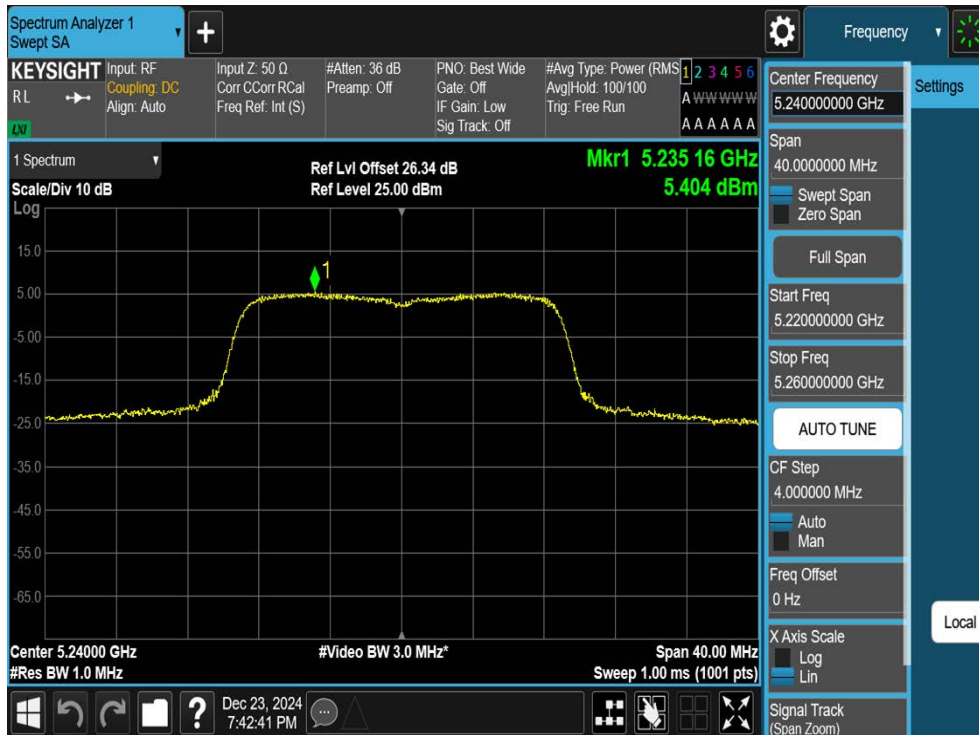 Spectrum Analyzer 1
Swept SA
+
Frequency
KEYSIGHT
RL
LXI
Input: RF
Coupling: DC
Align: Auto
Input Z: 50 Ω
Corr CCorr RCal
Freq Ref: Int (S)
#Atten: 36 dB
Preamp: Off
PNO: Best Wide
Gate: Off
IF Gain: Low
Sig Track: Off
#Avg Type: Power (RMS
Avg|Hold: 100/100
Trig: Free Run
1 2 3 4 5 6
A W W W W W
A A A A A A
1 Spectrum
Scale/Div 10 dB
Log
Ref Lvl Offset 26.34 dB
Ref Level 25.00 dBm
Mkr1 5.235 16 GHz
5.404 dBm
15.0
5.00
-5.00
-15.0
-25.0
-35.0
-45.0
-55.0
-65.0
1
Center 5.24000 GHz
#Res BW 1.0 MHz
#Video BW 3.0 MHz*
Span 40.00 MHz
Sweep 1.00 ms (1001 pts)
Center Frequency
5.240000000 GHz
Settings
Span
40.0000000 MHz
Swept Span
Zero Span
Full Span
Start Freq
5.220000000 GHz
Stop Freq
5.260000000 GHz
AUTO TUNE
CF Step
4.000000 MHz
Auto
Man
Freq Offset
0 Hz
X Axis Scale
Log
Lin
Local
Signal Track
(Span Zoom)
?
Dec 23, 2024
7:42:41 PM